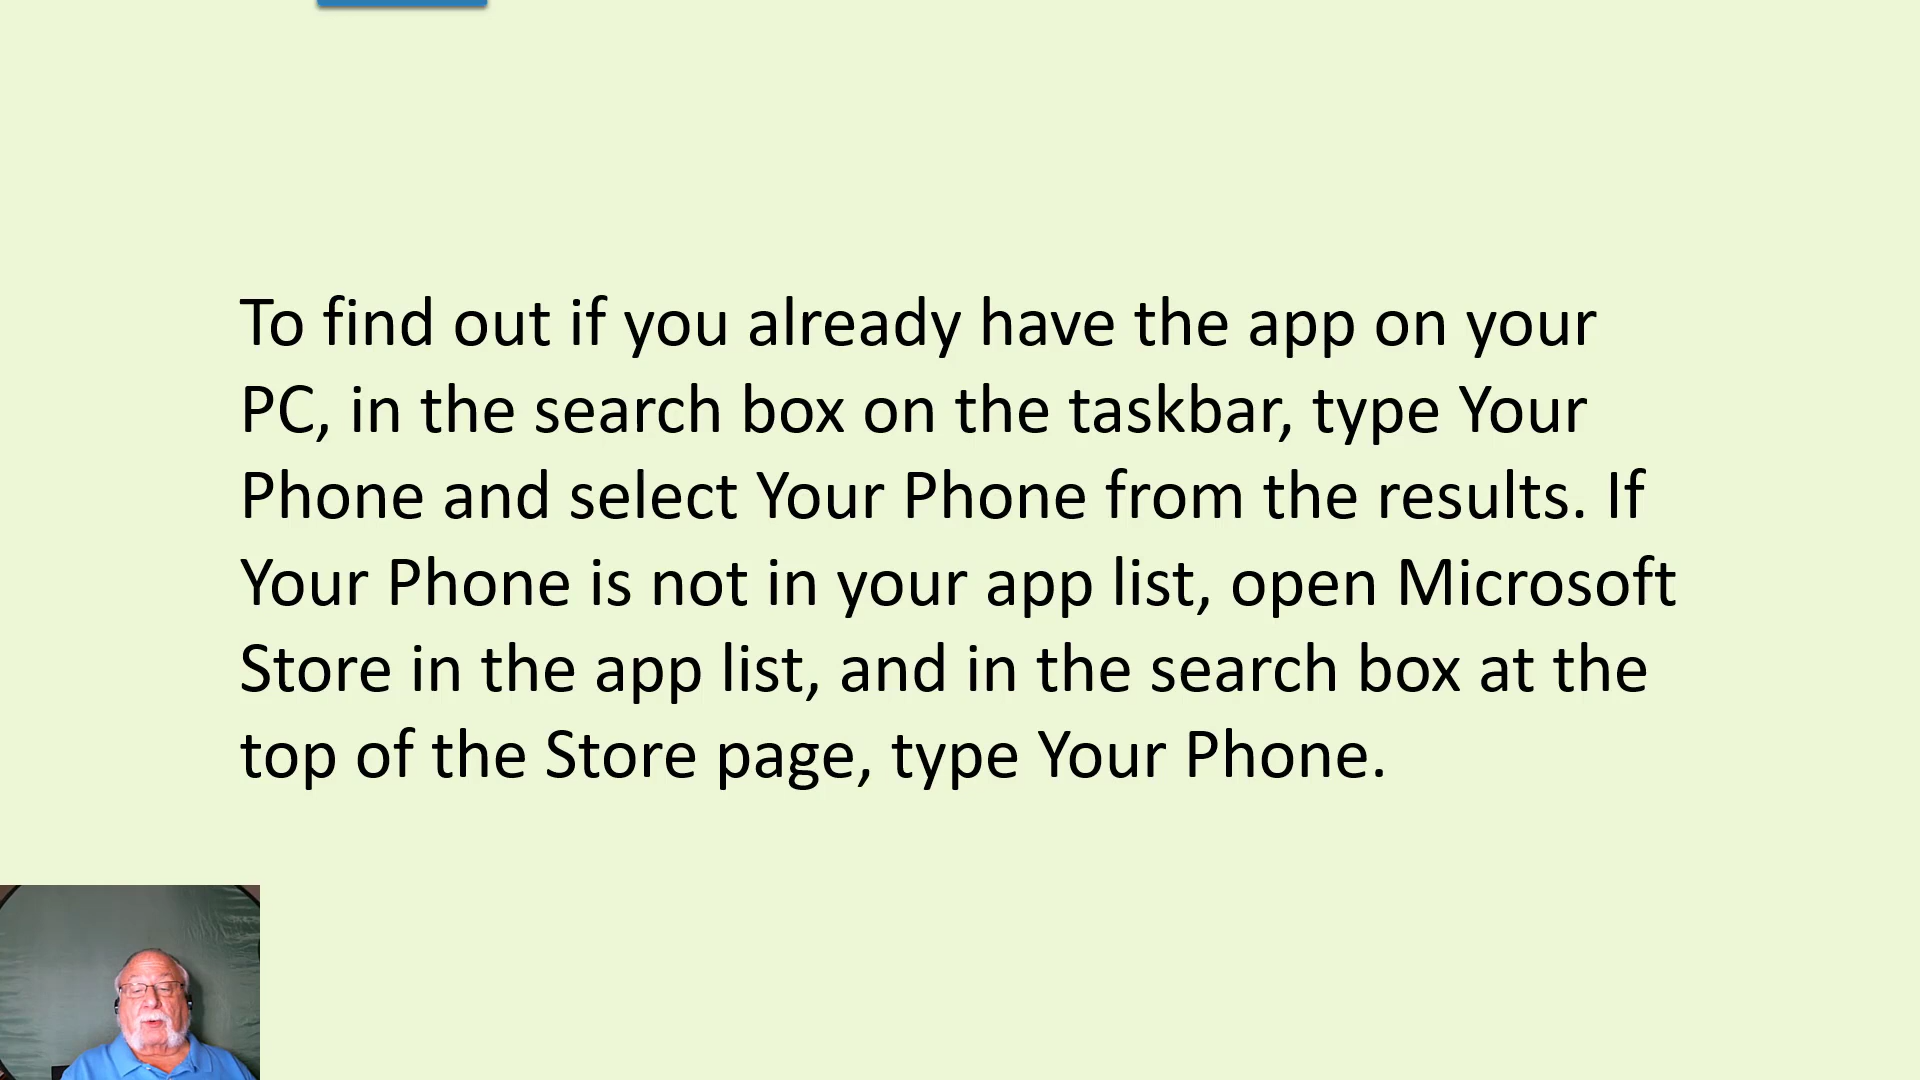 To find out if you already have the app on your
PC, in the search box on the taskbar, type Your
Phone and select Your Phone from the results. If
Your Phone is not in your app list, open Microsoft
Store in the app list, and in the search box at the
top of the Store page, type Your Phone.